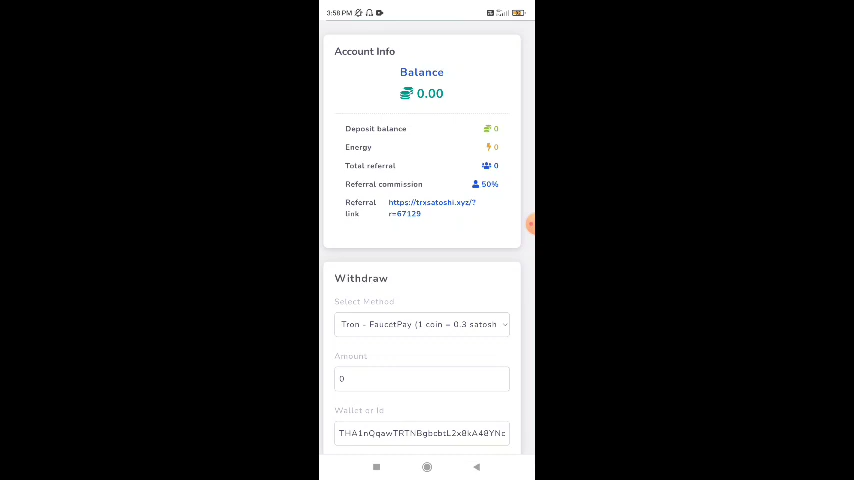 3:58 PM
Account Info
Balance
0.00
Deposit balance 0
Energy 0
Total referral 0
Referral commission 50%
Referral link https://trxsatoshi.xyz/?r=67129
Withdraw
Select Method
Tron - FaucetPay (1 coin = 0.3 satosh
Amount
0
Wallet or Id
THA1nQqawTRTNBgbcbtL2x8kA48YNc